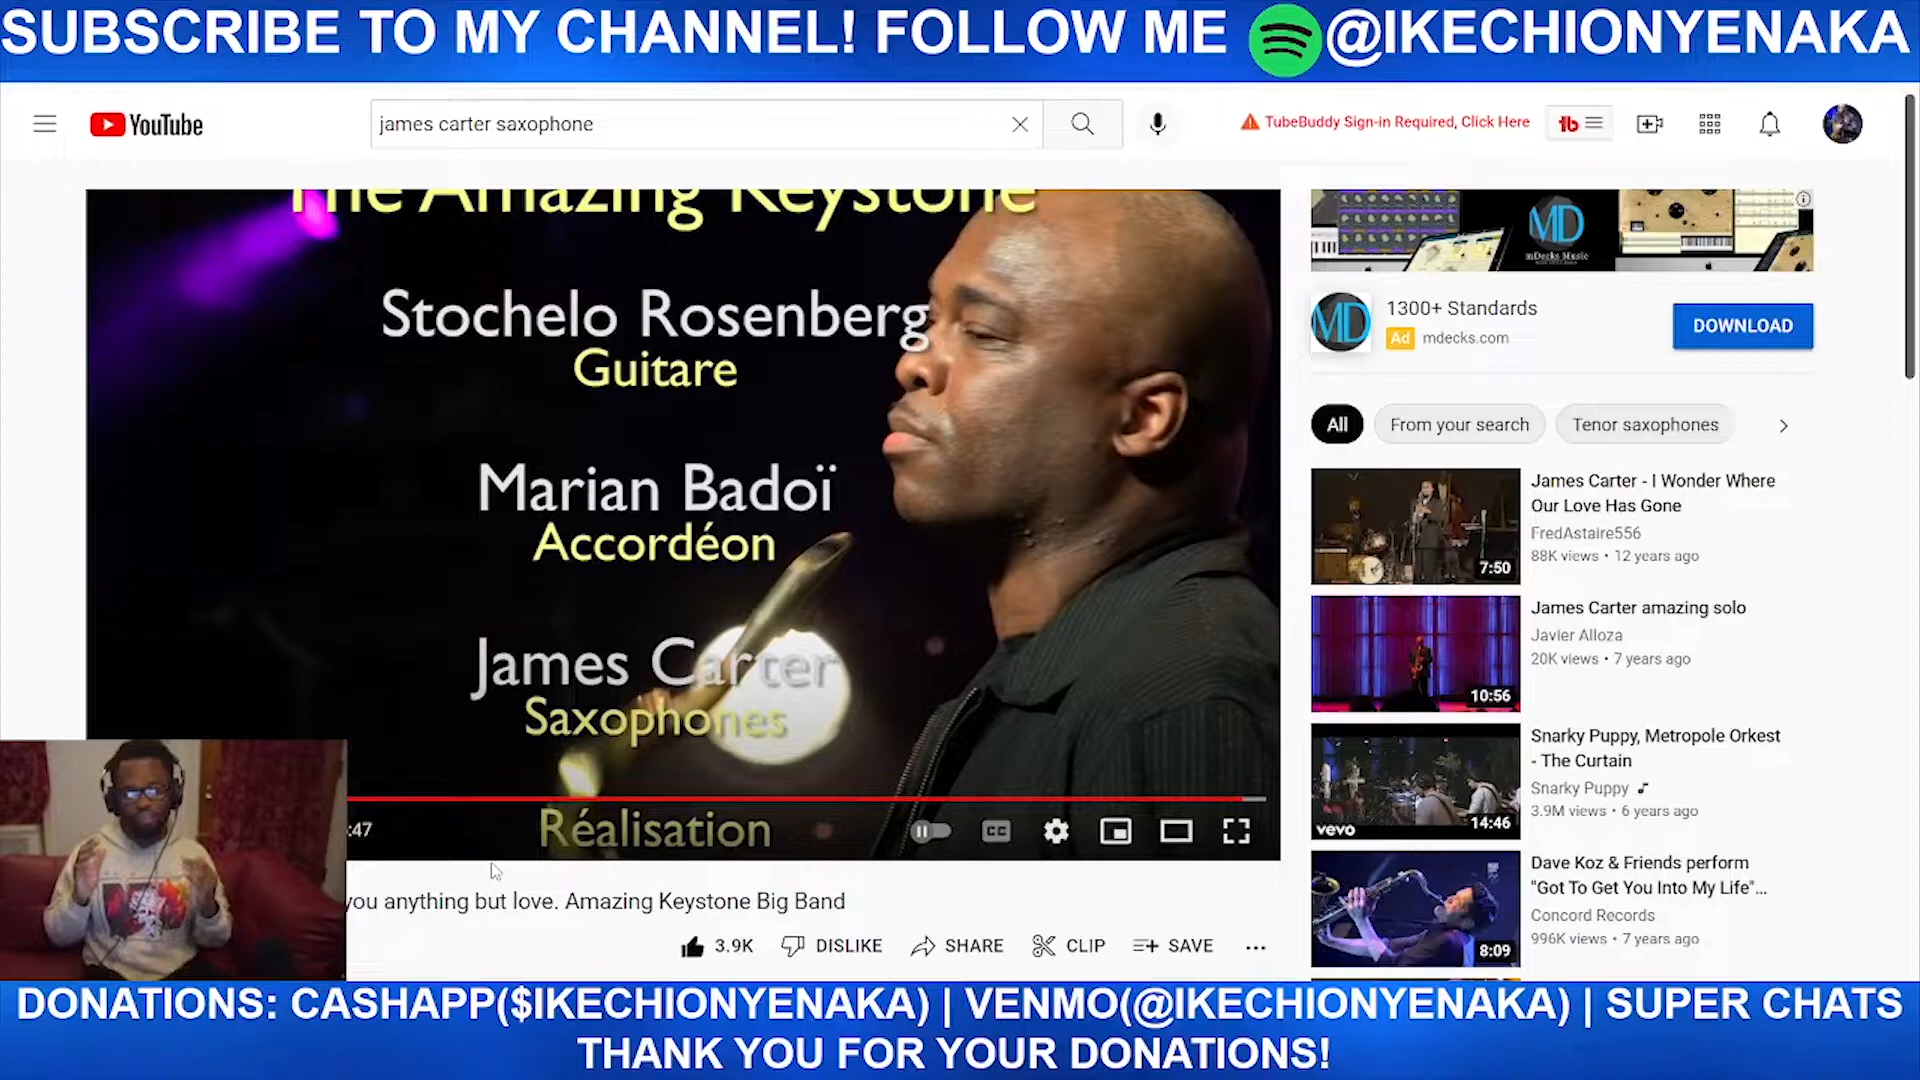 SUBSCRIBE TO MY CHANNEL! FOLLOW ME @IKECHIONYENAKA
YouTube
james carter saxophone
TubeBuddy Sign-in Required, Click Here
tb
The Amazing Keystone
Stochelo Rosenberg
Guitare
Marian Badoï
Accordéon
James Carter
Saxophones
Réalisation
:47
CC
you anything but love. Amazing Keystone Big Band
3.9K
DISLIKE
SHARE
CLIP
SAVE
MD
mDecks Music
MD
1300+ Standards
Ad mdecks.com
DOWNLOAD
All
From your search
Tenor saxophones
7:50
James Carter - I Wonder Where
Our Love Has Gone
FredAstaire556
88K views • 12 years ago
10:56
James Carter amazing solo
Javier Alloza
20K views • 7 years ago
vevo
14:46
Snarky Puppy, Metropole Orkest
- The Curtain
Snarky Puppy
3.9M views • 6 years ago
8:09
Dave Koz & Friends perform
"Got To Get You Into My Life"...
Concord Records
996K views • 7 years ago
DONATIONS: CASHAPP($IKECHIONYENAKA) | VENMO(@IKECHIONYENAKA) | SUPER CHATS
THANK YOU FOR YOUR DONATIONS!